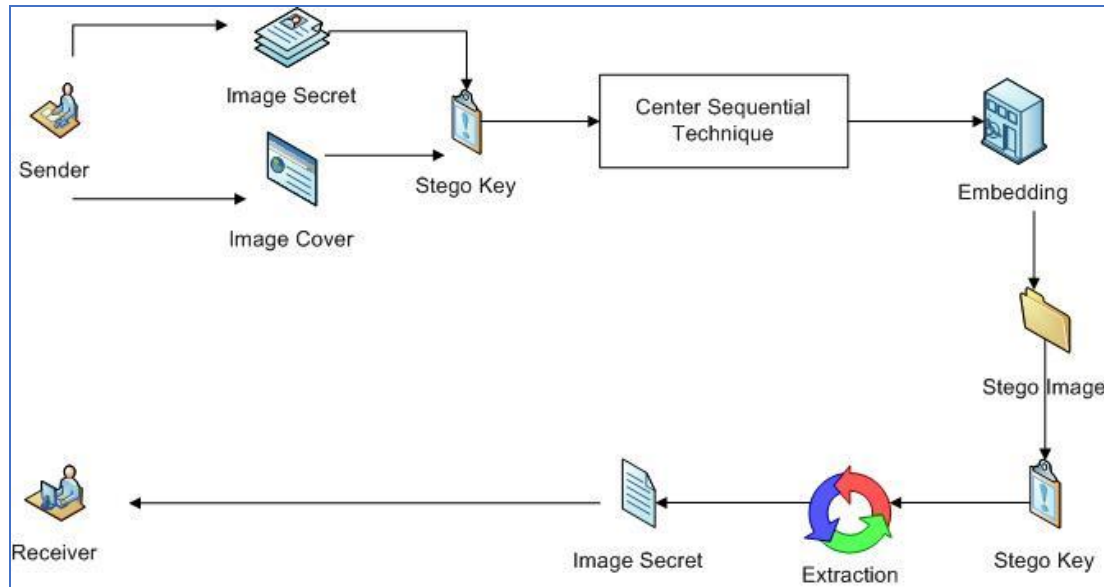 Image Secret
Sender
Image Cover
Stego Key
Center Sequential
Technique
Embedding
Stego Image
Stego Key
Extraction
Image Secret
Receiver